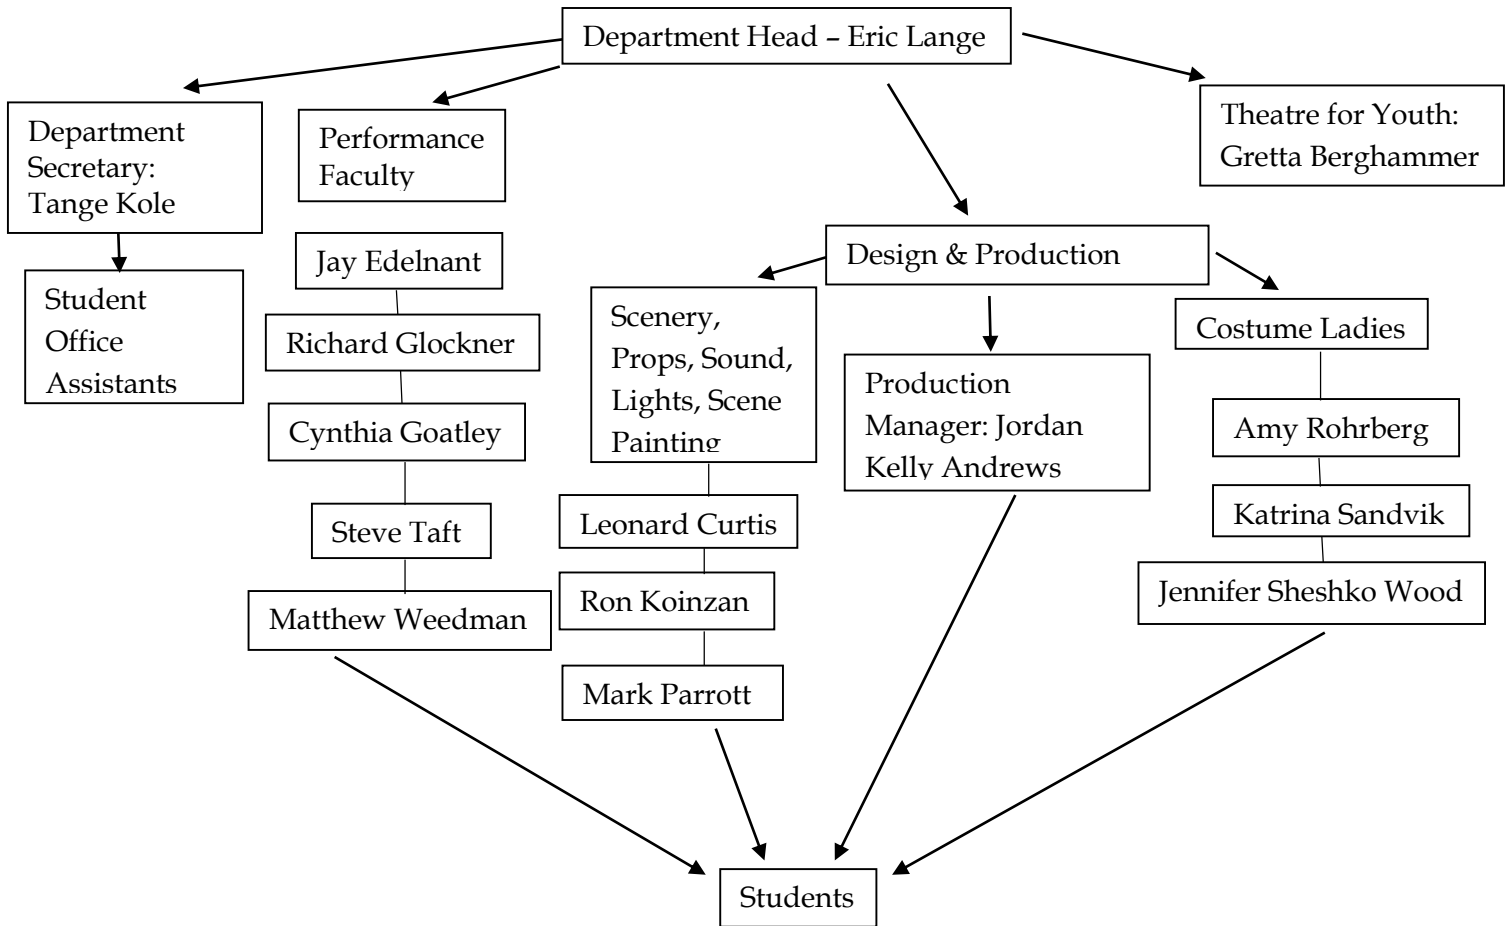 Department Head – Eric Lange
Department
Secretary:
Tange Kole
Student
Office
Assistants
Performance
Faculty
Jay Edelnant
Richard Glockner
Cynthia Goatley
Steve Taft
Matthew Weedman
Design & Production
Scenery,
Props, Sound,
Lights, Scene
Painting
Leonard Curtis
Ron Koinzan
Mark Parrott
Production
Manager: Jordan
Kelly Andrews
Costume Ladies
Amy Rohrberg
Katrina Sandvik
Jennifer Sheshko Wood
Theatre for Youth:
Gretta Berghammer
Students